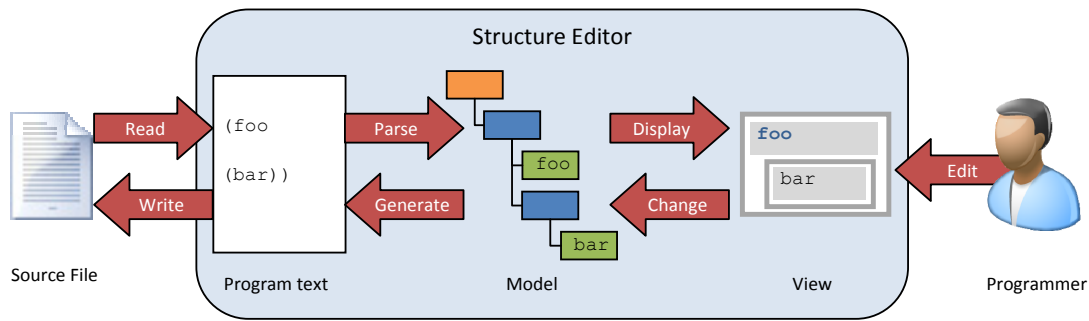 Structure Editor
Read
Write
(foo
(bar))
Parse
Generate
foo
bar
Display
Change
foo
bar
Edit
Source File
Program text
Model
View
Programmer